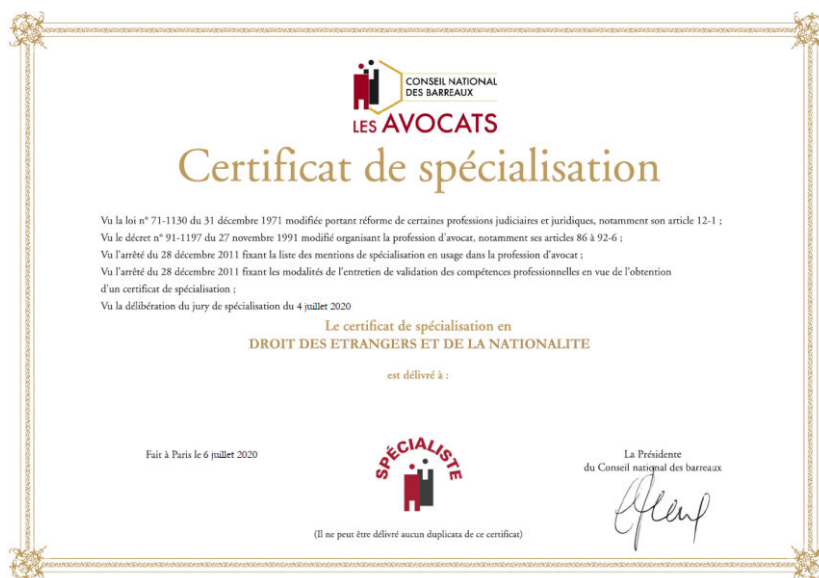 CONSEIL NATIONAL
DES BARREAUX
LES AVOCATS
Certificat de spécialisation
Vu la loi n° 71-1130 du 31 décembre 1971 modifiée portant réforme de certaines professions judiciaires et juridiques, notamment son article 12-1 ;
Vu le décret n° 91-1197 du 27 novembre 1991 modifié organisant la profession d'avocat, notamment ses articles 86 à 92-6 ;
Vu l'arrêté du 28 décembre 2011 fixant la liste des mentions de spécialisation en usage dans la profession d'avocat ;
Vu l'arrêté du 28 décembre 2011 fixant les modalités de l'entretien de validation des compétences professionnelles en vue de l'obtention
d'un certificat de spécialisation ;
Vu la délibération du jury de spécialisation du 4 juillet 2020
Le certificat de spécialisation en
DROIT DES ETRANGERS ET DE LA NATIONALITE
est délivré à :
Fait à Paris le 6 juillet 2020
SPÉCIALISTE
La Présidente
du Conseil national des barreaux
(Il ne peut être délivré aucun duplicata de ce certificat)